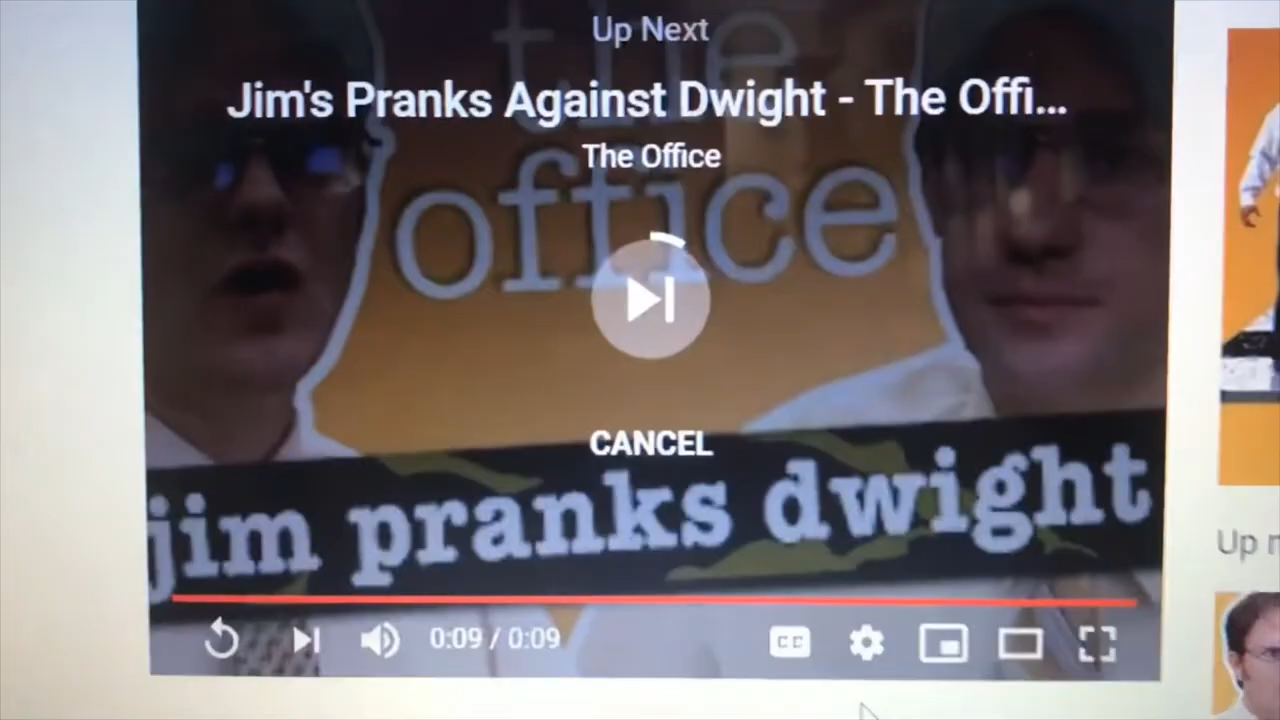 Up Next
Jim's Pranks Against Dwight - The Offi...
The Office
the
office
CANCEL
jim pranks dwight
0:09 / 0:09
CC
Up